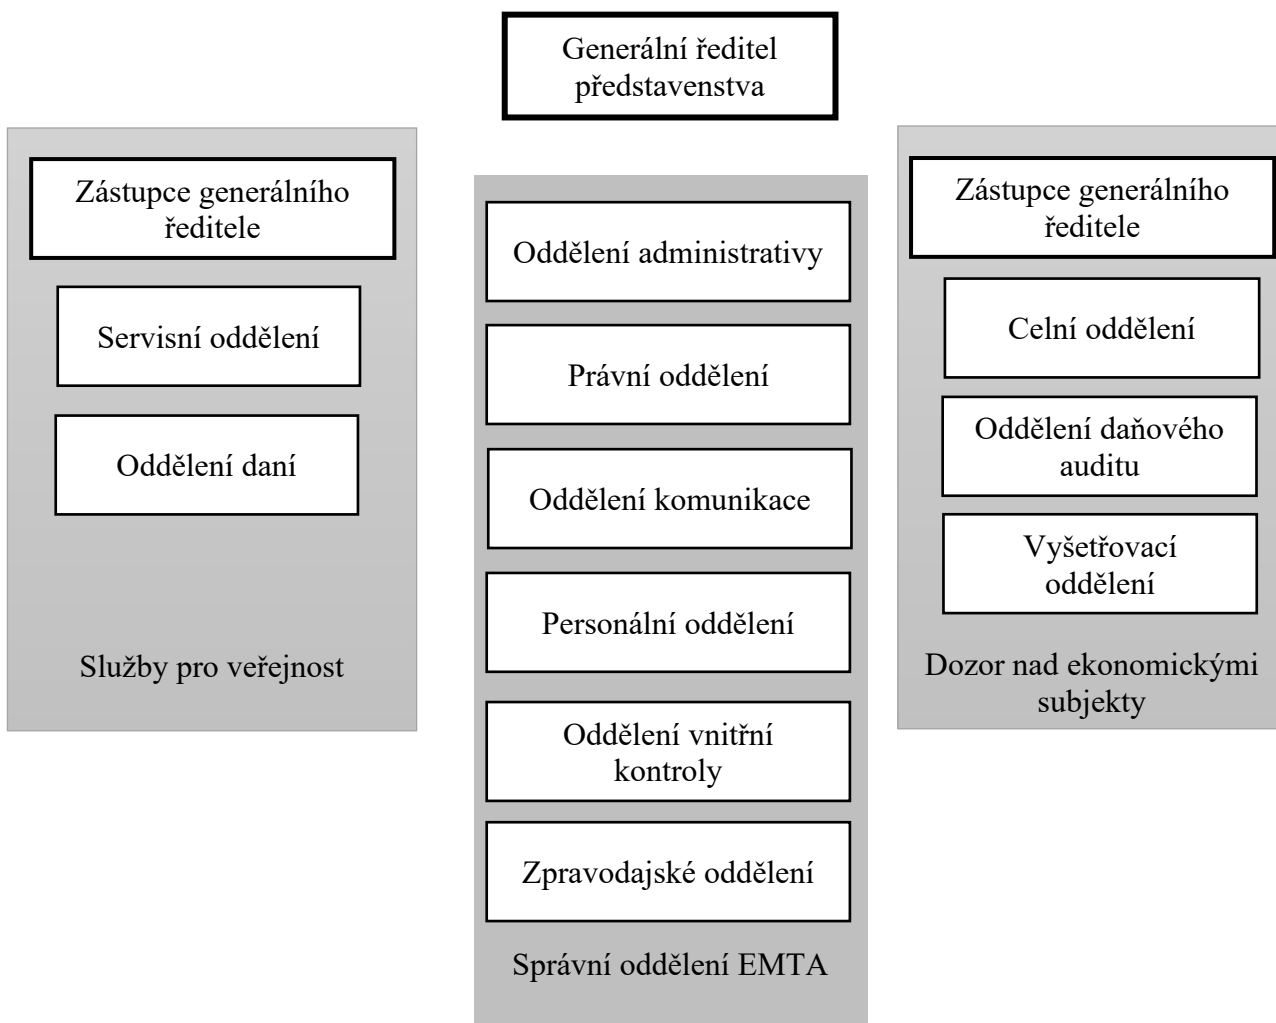 Generální ředitel
představenstva
Zástupce generálního
ředitele
Servisní oddělení
Oddělení daní
Služby pro veřejnost
Oddělení administrativy
Právní oddělení
Oddělení komunikace
Personální oddělení
Oddělení vnitřní
kontroly
Zpravodajské oddělení
Správní oddělení EMTA
Zástupce generálního
ředitele
Celní oddělení
Oddělení daňového
auditu
Vyšetřovací
oddělení
Dozor nad ekonomickými
subjekty